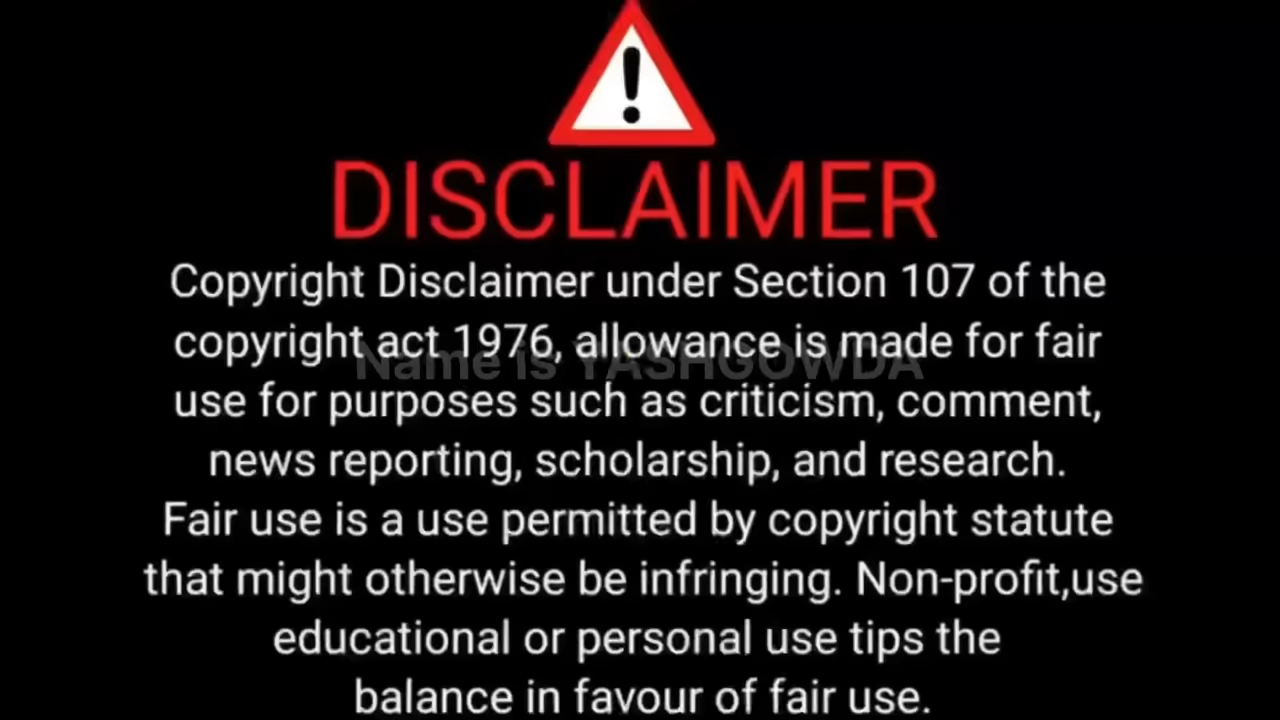 DISCLAIMER
Copyright Disclaimer under Section 107 of the
copyright act 1976, allowance is made for fair
Name is YASHGOWDA
use for purposes such as criticism, comment,
news reporting, scholarship, and research.
Fair use is a use permitted by copyright statute
that might otherwise be infringing. Non-profit,use
educational or personal use tips the
balance in favour of fair use.